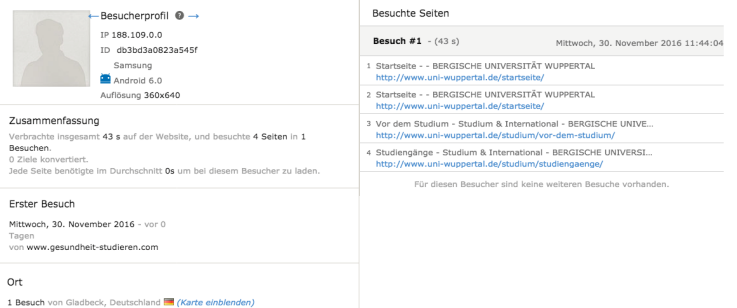 Besucherprofil
IP 188.109.0.0
ID db3bd3a0823a545f
Samsung
Android 6.0
Auflösung 360x640
Zusammenfassung
Verbrachte insgesamt 43 s auf der Website, und besuchte 4 Seiten in 1
Besuchen.
0 Ziele konvertiert.
Jede Seite benötigte im Durchschnitt 0s um bei diesem Besucher zu laden.
Erster Besuch
Mittwoch, 30. November 2016 - vor 0
Tagen
von www.gesundheit-studieren.com
Ort
1 Besuch von Gladbeck, Deutschland (Karte einblenden)
Besuchte Seiten
Besuch #1 - (43 s) Mittwoch, 30. November 2016 11:44:04
1 Startseite - - BERGISCHE UNIVERSITÄT WUPPERTAL
http://www.uni-wuppertal.de/startseite/
2 Startseite - - BERGISCHE UNIVERSITÄT WUPPERTAL
http://www.uni-wuppertal.de/startseite/
3 Vor dem Studium - Studium & International - BERGISCHE UNIVE...
http://www.uni-wuppertal.de/studium/vor-dem-studium/
4 Studiengänge - Studium & International - BERGISCHE UNIVERSI...
http://www.uni-wuppertal.de/studium/studiengaenge/
Für diesen Besucher sind keine weiteren Besuche vorhanden.